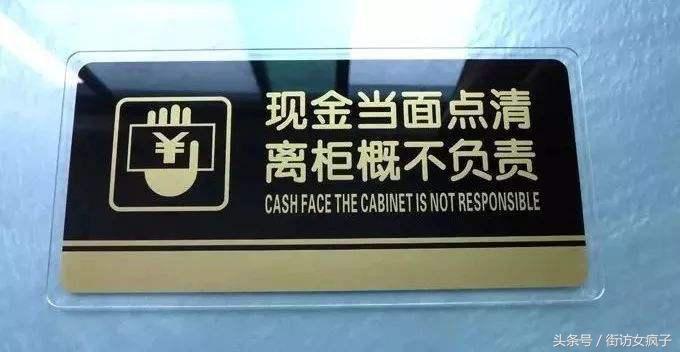 现金当面点清
离柜概不负责
CASH FACE THE CABINET IS NOT RESPONSIBLE
¥
头条号 / 街访女疯子